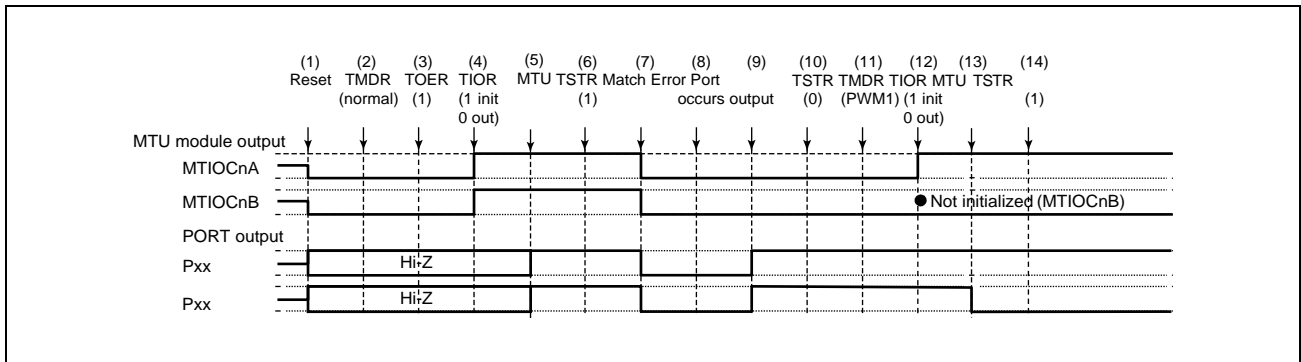 (1) (2) (3) (4) (5) (6) (7) (8) (9) (10) (11) (12) (13) (14)
Reset TMDR TOER TIOR MTU TSTR Match Error Port TSTR TMDR TIOR MTU TSTR
(normal) (1) (1 init (1) occurs output (0) (PWM1) (1 init (1)
0 out) 0 out)
MTU module output
MTIOCnA
MTIOCnB
● Not initialized (MTIOCnB)
PORT output
Pxx Hi-Z
Pxx Hi-Z